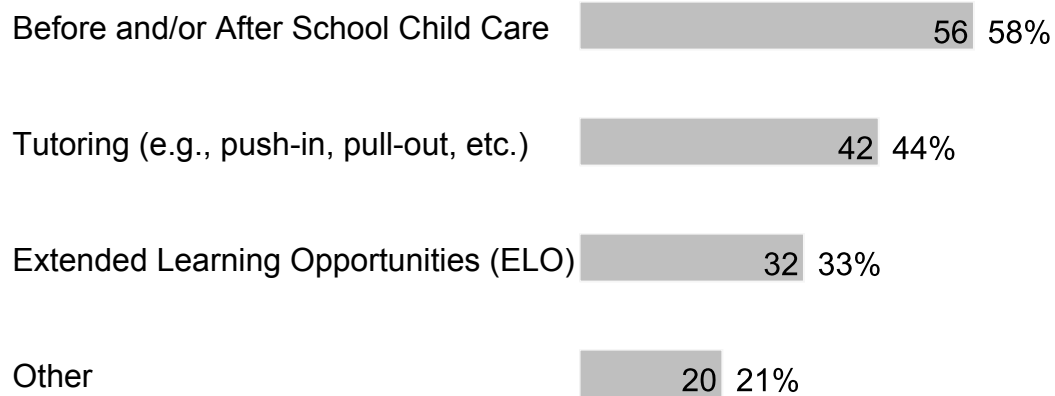 Before and/or After School Child Care 56 58%
Tutoring (e.g., push-in, pull-out, etc.) 42 44%
Extended Learning Opportunities (ELO) 32 33%
Other 20 21%